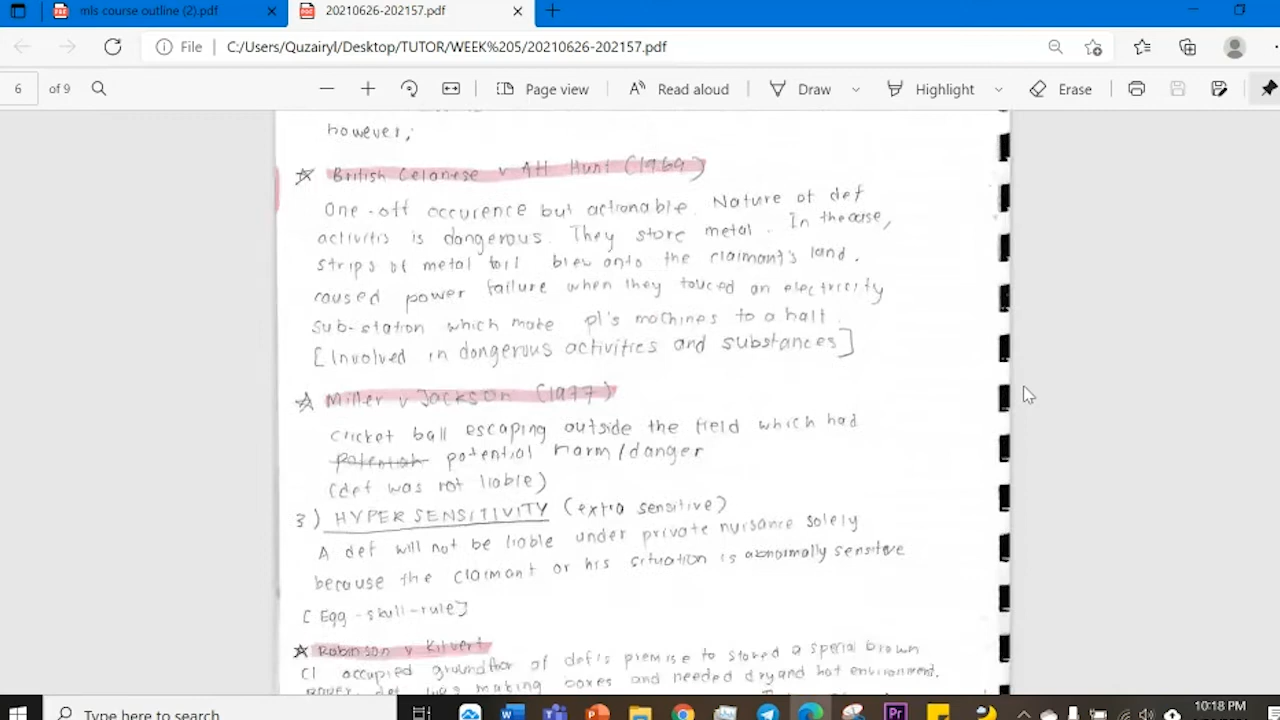 mls course outline (2).pdf
20210626-202157.pdf
File
C:/Users/Quzairyl/Desktop/TUTOR/WEEK%205/20210626-202157.pdf
6 of 9
Page view
Read aloud
Draw
Highlight
Erase
however,
British Celanese v AH Hunt (1969)
One-off occurence but actionable. Nature of def
activitis is dangerous. They store metal. In the case,
strips of metal foil blew onto the claimant's land.
caused power failure when they touced an electricity
sub-station which make pl's machines to a halt.
[Involved in dangerous activities and substances]
Miller v Jackson (1977)
Cricket ball escaping outside the field which had
potential harm/danger
(def was not liable)
3) HYPERSENSITIVITY (extra sensitive)
A def will not be liable under private nuisance solely
because the claimant or his situation is abnormally sensitive
[Egg-skull-rule]
Robinson v Kilvert
Cl occupied groundfloor of def's premise to stored a special brown
paper. def was making boxes and needed dry and hot environment.
Type here to search
10:18 PM